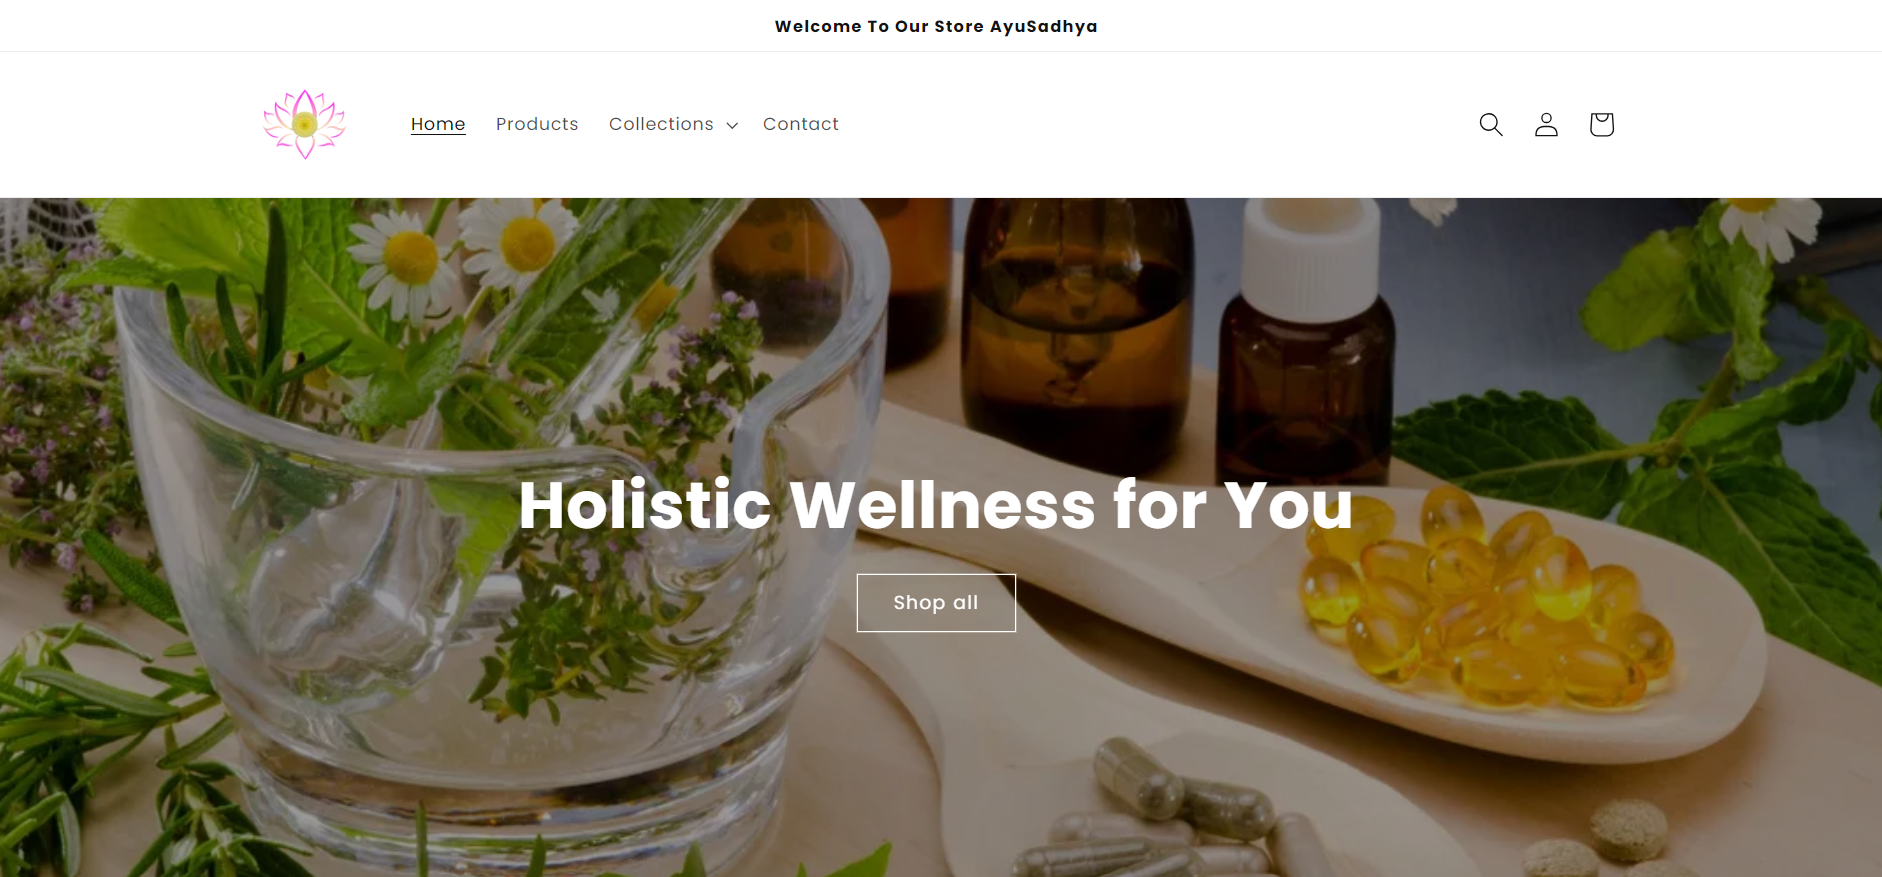 Welcome To Our Store AyuSadhya
Home Products Collections Contact
Holistic Wellness for You
Shop all